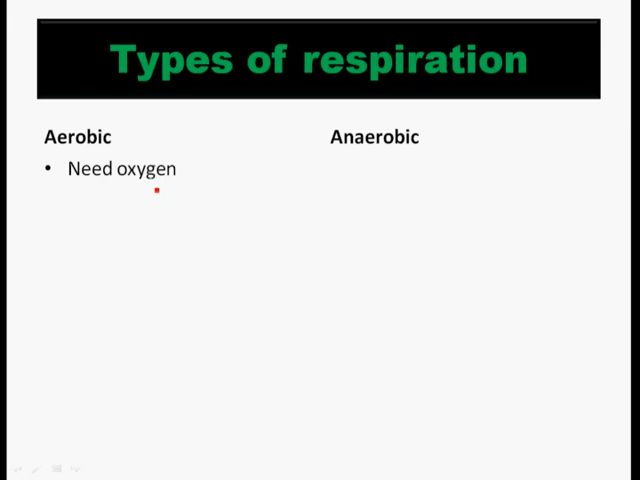 Types of respiration
Aerobic
• Need oxygen
Anaerobic